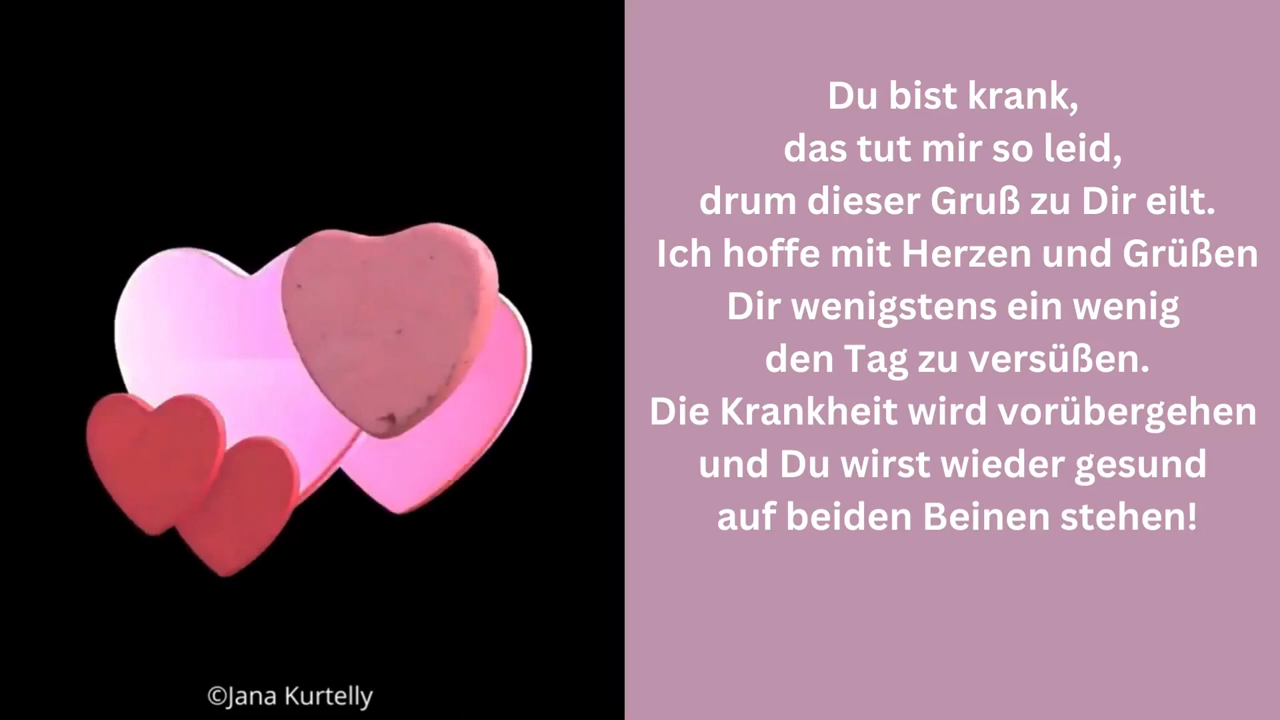 Du bist krank,
das tut mir so leid,
drum dieser Gruß zu Dir eilt.
Ich hoffe mit Herzen und Grüßen
Dir wenigstens ein wenig
den Tag zu versüßen.
Die Krankheit wird vorübergehen
und Du wirst wieder gesund
auf beiden Beinen stehen!
©Jana Kurtelly